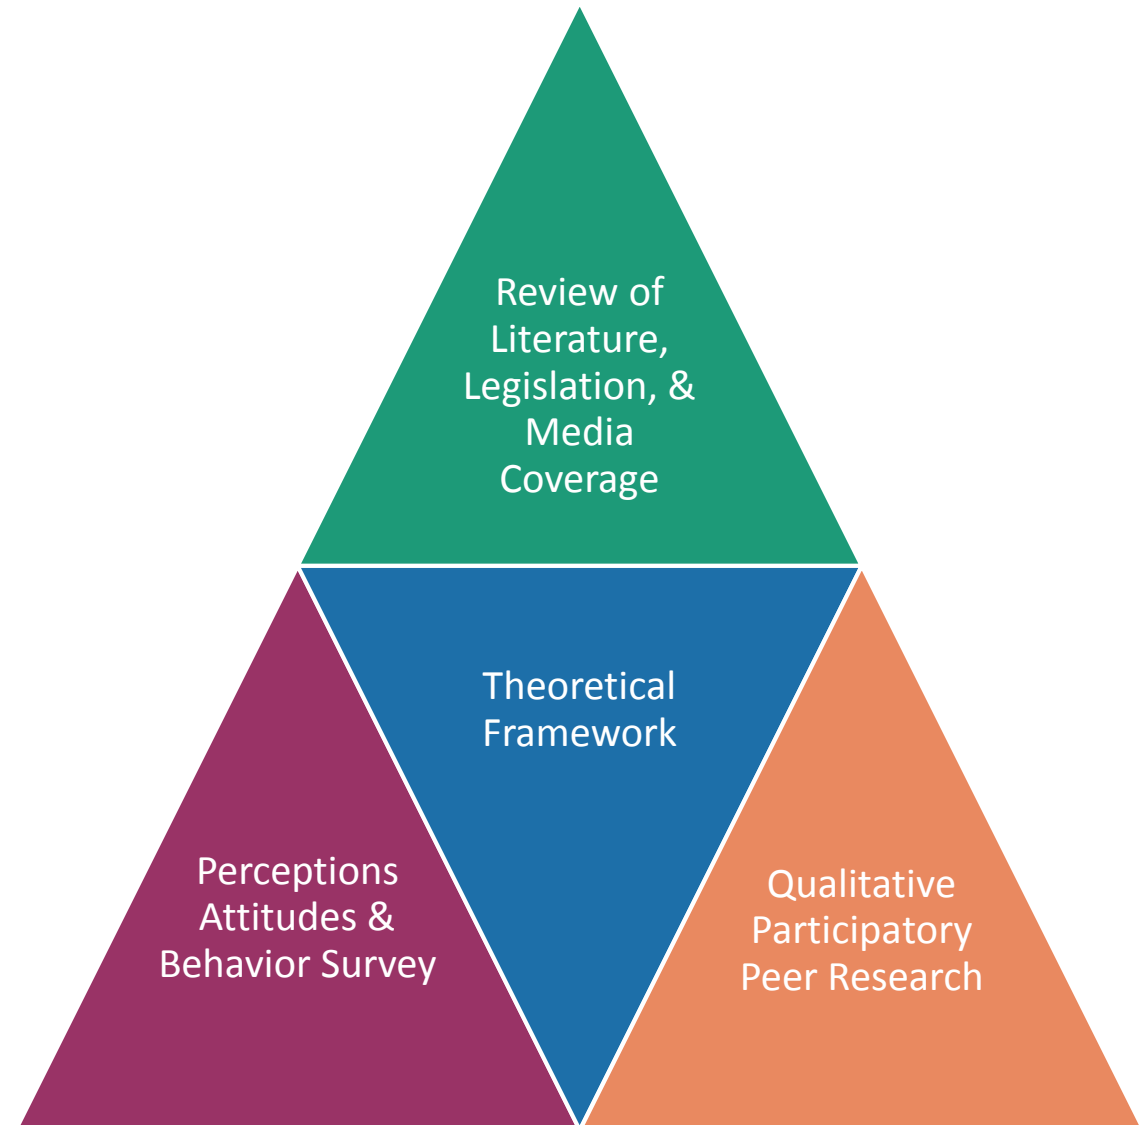 Review of
Literature,
Legislation, &
Media
Coverage
Theoretical
Framework
Perceptions
Attitudes &
Behavior Survey
Qualitative
Participatory
Peer Research